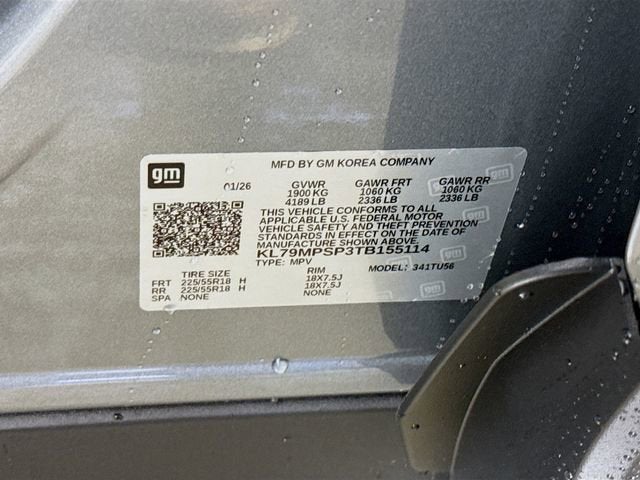 gm
MFD BY GM KOREA COMPANY
01/26 GVWR GAWR FRT GAWR RR
1900 KG 1060 KG 1060 KG
4189 LB 2336 LB 2336 LB
THIS VEHICLE CONFORMS TO ALL
APPLICABLE U.S. FEDERAL MOTOR
VEHICLE SAFETY AND THEFT PREVENTION
STANDARDS IN EFFECT ON THE DATE OF
MANUFACTURE SHOWN ABOVE.
KL79MPSP3TB155114
TYPE: MPV MODEL: 341TU56
TIRE SIZE RIM
FRT 225/55R18 H 18X7.5J
RR 225/55R18 H 18X7.5J
SPA NONE NONE